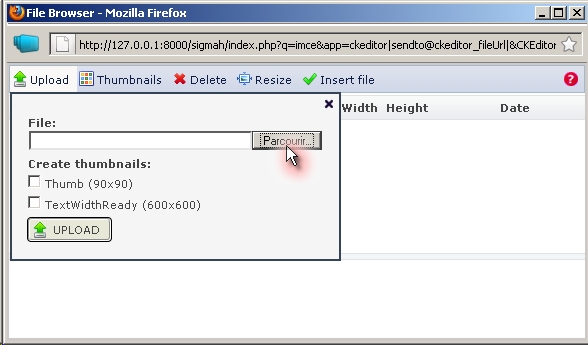 File Browser - Mozilla Firefox
http://127.0.0.1:8000/sigmah/index.php?q=imce&app=ckeditor|sendto@ckeditor_fileUrl|&CKEditor
Upload Thumbnails Delete Resize Insert file ?
Width Height Date
File:
Parcourir...
Create thumbnails:
Thumb (90x90)
TextWidthReady (600x600)
UPLOAD